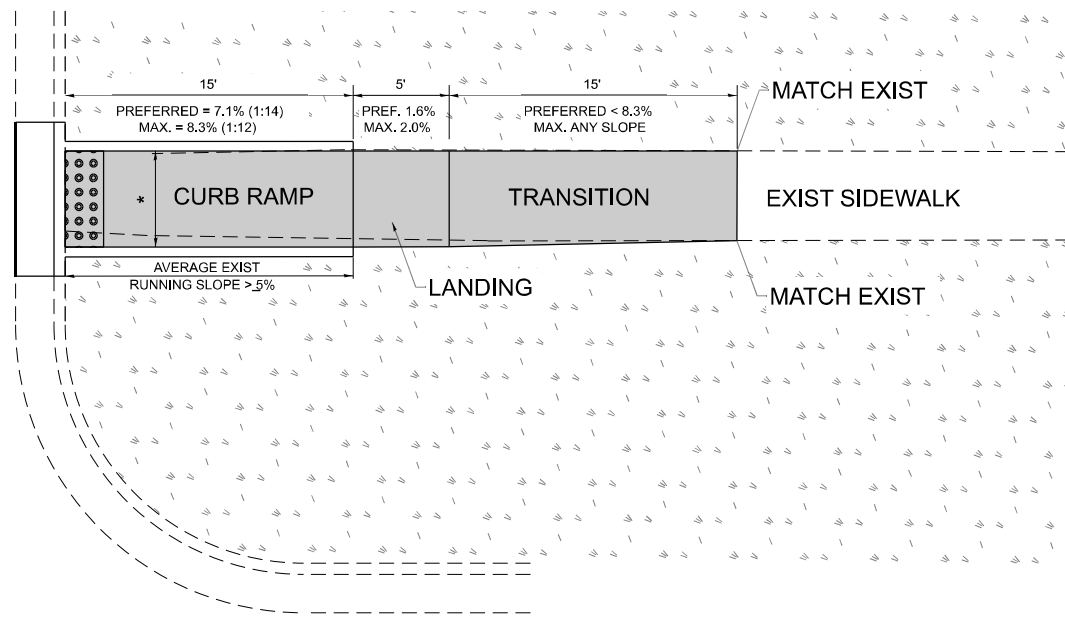 15'
5'
15'
PREFERRED = 7.1% (1:14)
MAX. = 8.3% (1:12)
PREF. 1.6%
MAX. 2.0%
PREFERRED < 8.3%
MAX. ANY SLOPE
MATCH EXIST
*
CURB RAMP
TRANSITION
EXIST SIDEWALK
AVERAGE EXIST
RUNNING SLOPE > 5%
LANDING
MATCH EXIST